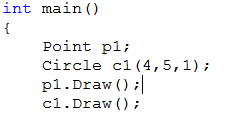 int main()
{
Point p1;
Circle c1(4,5,1);
p1.Draw();
c1.Draw();